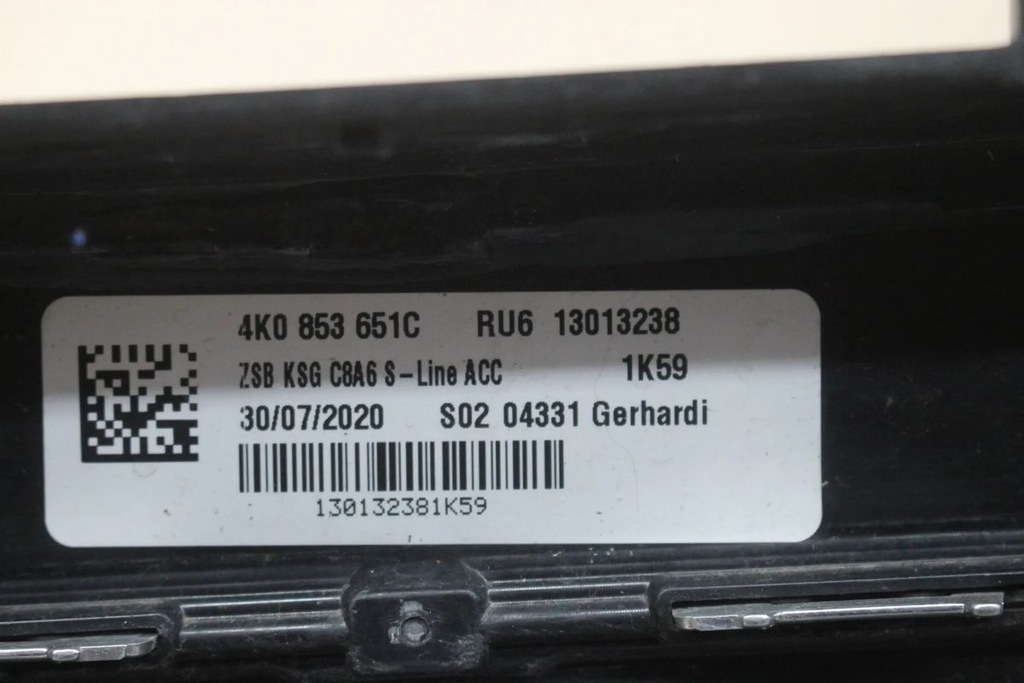 4K0 853 651C RU6 13013238
ZSB KSG C8A6 S-Line ACC 1K59
30/07/2020 S02 04331 Gerhardi
130132381K59